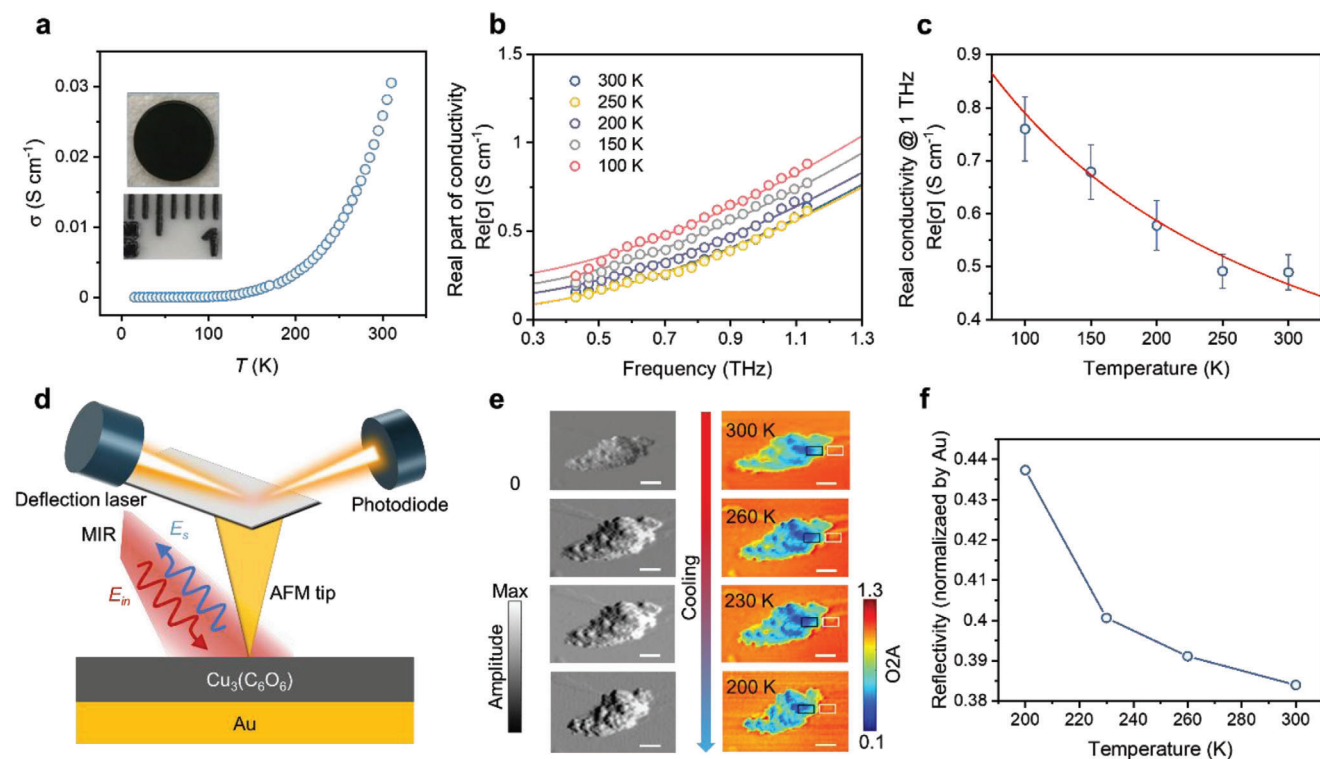 a
σ (S cm⁻¹)
0.03
0.02
0.01
0
0 100 200 300
T (K)
b
Real part of conductivity
Re[σ] (S cm⁻¹)
1.5
1
0.5
0
300 K
250 K
200 K
150 K
100 K
0.3 0.5 0.7 0.9 1.1 1.3
Frequency (THz)
c
Real conductivity @ 1 THz
Re[σ] (S cm⁻¹)
0.9
0.8
0.7
0.6
0.5
0.4
100 150 200 250 300
Temperature (K)
d
Deflection laser
Photodiode
MIR
Es
Ein
AFM tip
Cu₃(C₆O₆)
Au
e
0
Max
Amplitude
Cooling
300 K
260 K
230 K
200 K
1.3
O2A
0.1
f
Reflectivity (normalizaed by Au)
0.44
0.43
0.42
0.41
0.4
0.39
0.38
200 220 240 260 280 300
Temperature (K)